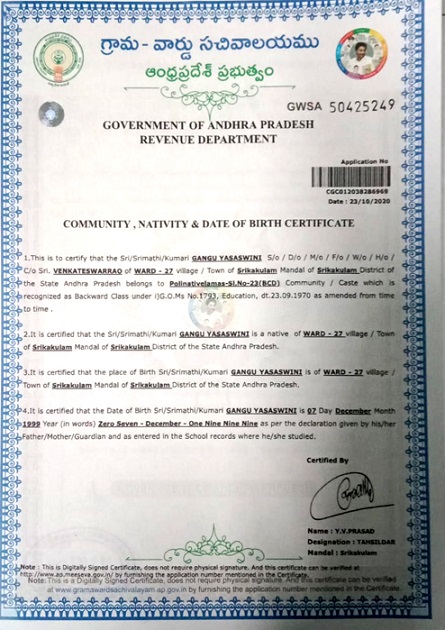 గ్రామ - వార్డు సచివాలయము
ఆంధ్రప్రదేశ్ ప్రభుత్వం
GWSA 50425249
GOVERNMENT OF ANDHRA PRADESH
REVENUE DEPARTMENT
Application No
CGC012038286969
Date : 23/10/2020
COMMUNITY , NATIVITY & DATE OF BIRTH CERTIFICATE
1.This is to certify that the Sri/Srimathi/Kumari GANGU YASASWINI S/o / D/o / M/o / F/o / W/o / H/o /
C/o Sri. VENKATESWARRAO of WARD - 27 village / Town of Srikakulam Mandal of Srikakulam District of
the State Andhra Pradesh belongs to Polinativelamas-Sl.No-23(BCD) Community / Caste which is
recognized as Backward Class under I)G.O.Ms No.1793, Education, dt.23.09.1970 as amended from time
to time .
2.It is certified that the Sri/Srimathi/Kumari GANGU YASASWINI is a native of WARD - 27 village / Town
of Srikakulam Mandal of Srikakulam District of the State Andhra Pradesh.
3.It is certified that the place of Birth Sri/Srimathi/Kumari GANGU YASASWINI is of WARD - 27 village /
Town of Srikakulam Mandal of Srikakulam District of the State Andhra Pradesh.
4.It is certified that the Date of Birth Sri/Srimathi/Kumari GANGU YASASWINI is 07 Day December Month
1999 Year (in words) Zero Seven - December - One Nine Nine Nine as per the declaration given by his/her
Father/Mother/Guardian and as entered in the School records where he/she studied.
Certified By
Name : Y.V.PRASAD
Designation : TAHSILDAR
Mandal : Srikakulam
Note : This is a Digitally Signed Certificate, does not require physical signature. And this certificate can be verified at
http://www.ap.meeseva.gov.in/ by furnishing the application number mentioned in the Certificate.
Note: This is a Digitally Signed Certificate, does not require physical signature. And this certificate can be verified
at www.gramawardsachivalayam.ap.gov.in by furnishing the application number mentioned in the Certificate.